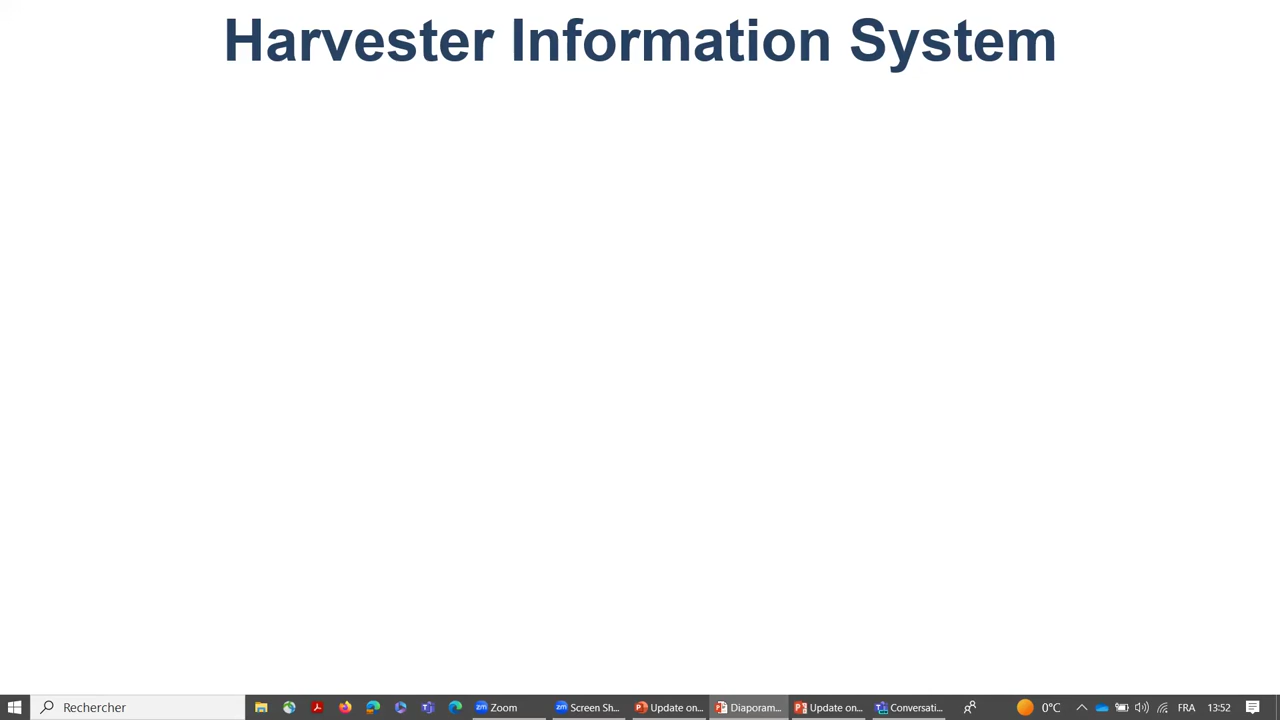 Harvester Information System
Rechercher
Zoom
Screen Sh...
Update on...
Diaporam...
Update on...
Conversati...
0°C
FRA
13:52